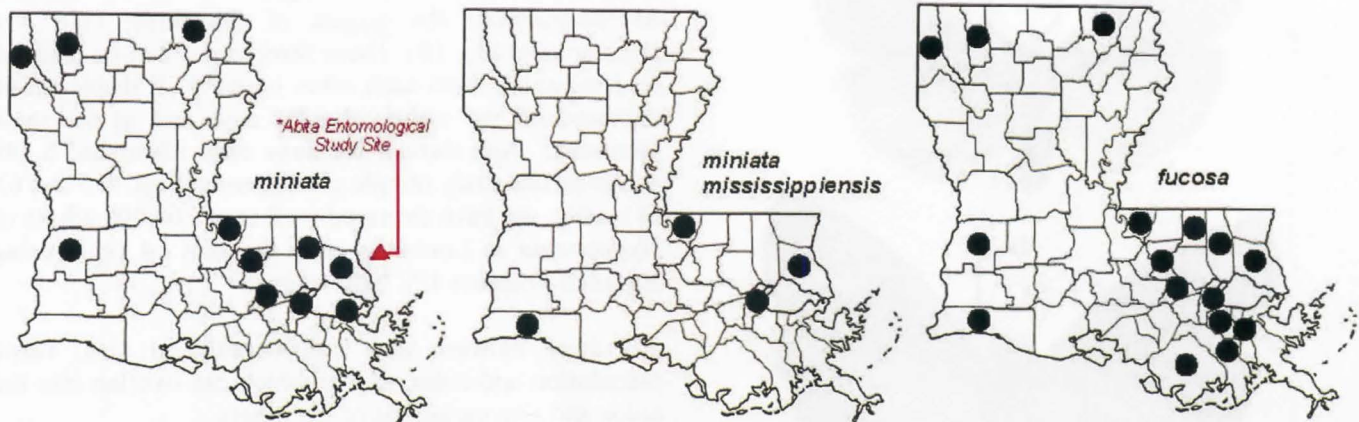 *Abita Entomological
Study Site
miniata
miniata
mississippiensis
fucosa